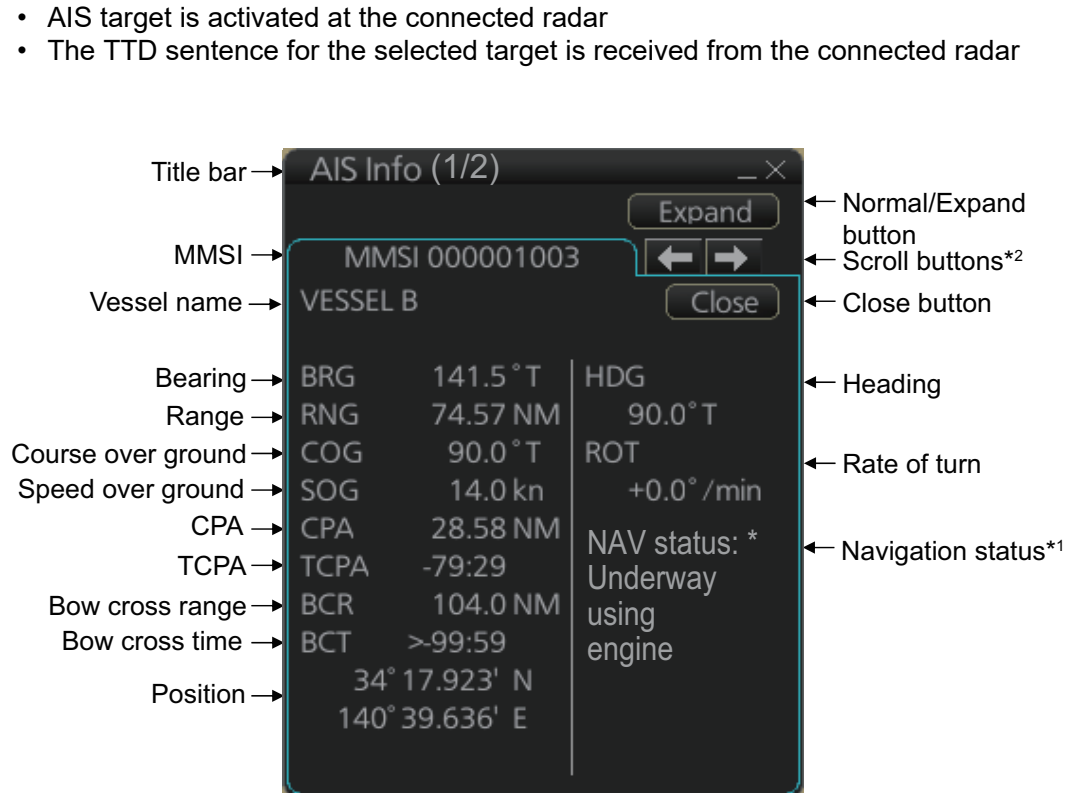 • AIS target is activated at the connected radar
• The TTD sentence for the selected target is received from the connected radar
Title bar
AIS Info (1/2)
Expand
Normal/Expand
button
MMSI
MMSI 000001003
Scroll buttons*2
Vessel name
VESSEL B
Close
Close button
Bearing
BRG 141.5°T
HDG
Heading
Range
RNG 74.57 NM
90.0°T
Course over ground
COG 90.0°T
ROT
Rate of turn
Speed over ground
SOG 14.0 kn
+0.0°/min
CPA
CPA 28.58 NM
NAV status: *
Navigation status*1
TCPA
TCPA -79:29
Underway
Bow cross range
BCR 104.0 NM
using
Bow cross time
BCT >-99:59
engine
Position
34°17.923' N
140°39.636' E